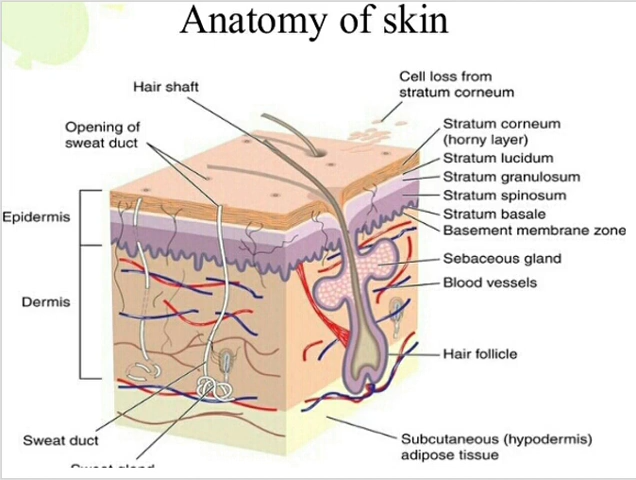 Anatomy of skin
Cell loss from
stratum corneum
Hair shaft
Opening of
sweat duct
Stratum corneum
(horny layer)
Stratum lucidum
Stratum granulosum
Stratum spinosum
Stratum basale
Basement membrane zone
Epidermis
Sebaceous gland
Blood vessels
Dermis
Hair follicle
Sweat duct
Subcutaneous (hypodermis)
adipose tissue
Sweat gland